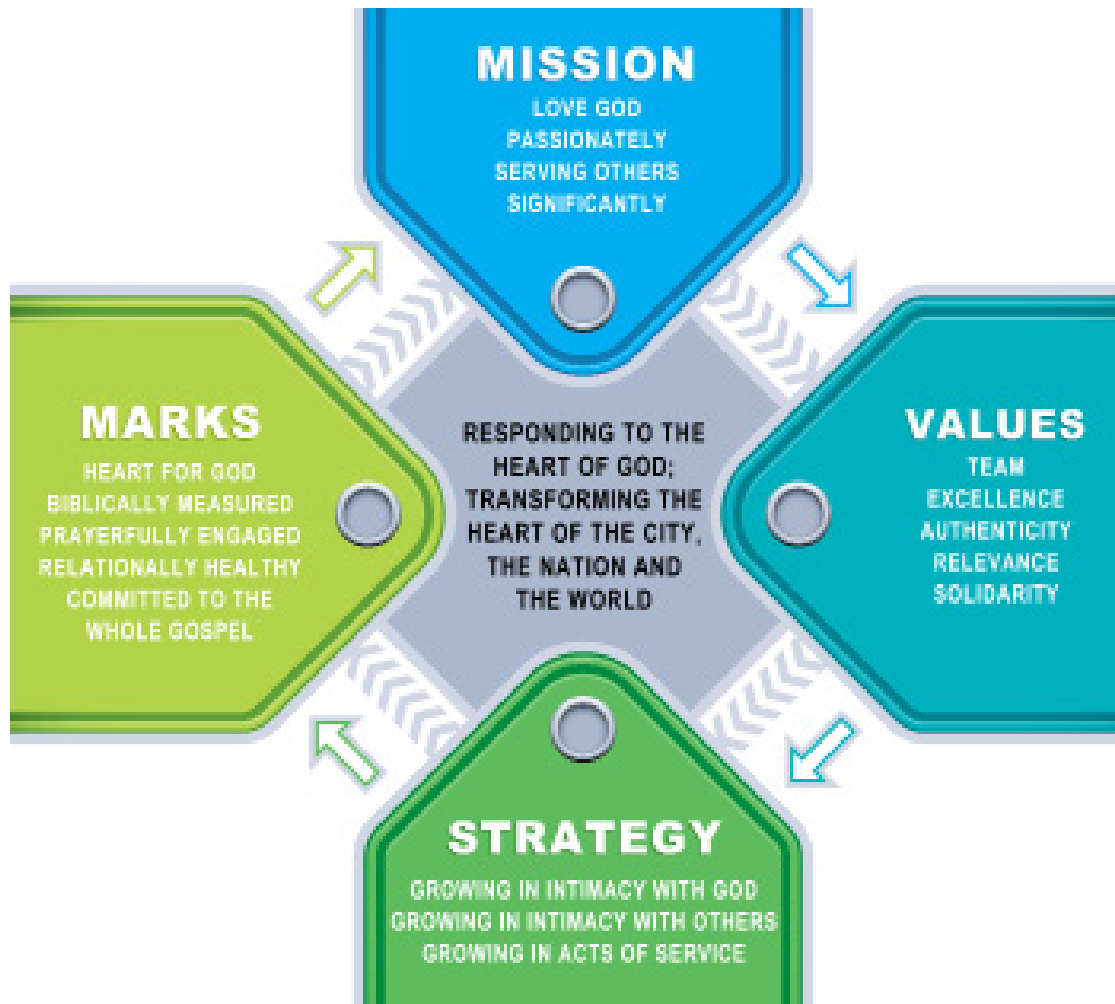 MISSION
LOVE GOD
PASSIONATELY
SERVING OTHERS
SIGNIFICANTLY
MARKS
HEART FOR GOD
BIBLICALLY MEASURED
PRAYERFULLY ENGAGED
RELATIONALLY HEALTHY
COMMITTED TO THE
WHOLE GOSPEL
RESPONDING TO THE
HEART OF GOD;
TRANSFORMING THE
HEART OF THE CITY,
THE NATION AND
THE WORLD
VALUES
TEAM
EXCELLENCE
AUTHENTICITY
RELEVANCE
SOLIDARITY
STRATEGY
GROWING IN INTIMACY WITH GOD
GROWING IN INTIMACY WITH OTHERS
GROWING IN ACTS OF SERVICE